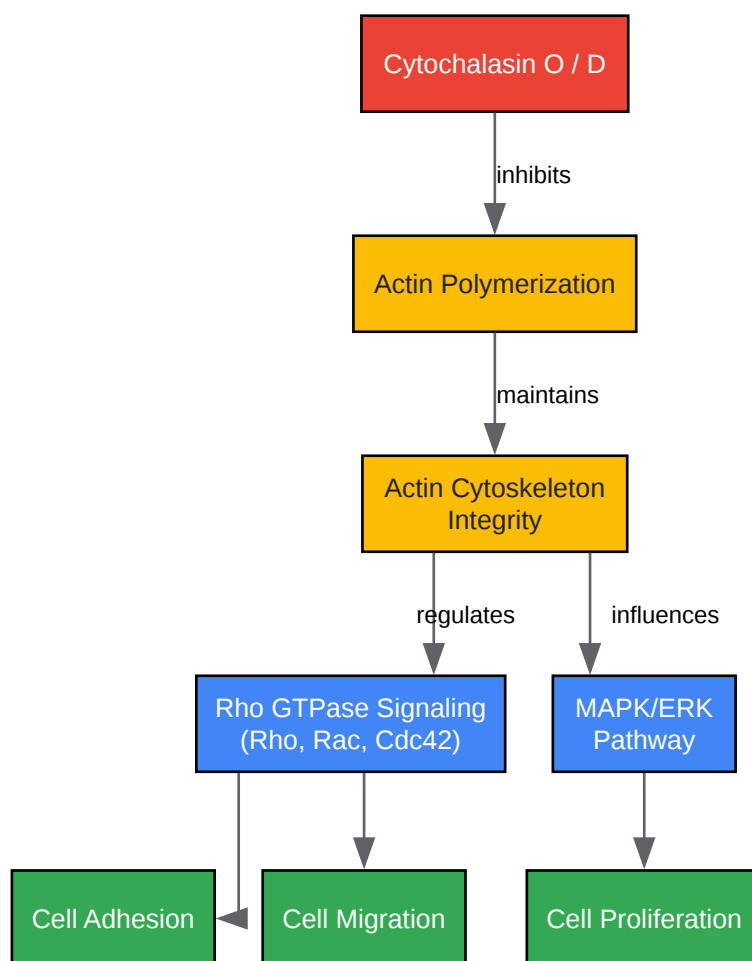 Cytochalasin O / D
inhibits
Actin Polymerization
maintains
Actin Cytoskeleton
Integrity
regulates
influences
Rho GTPase Signaling
(Rho, Rac, Cdc42)
MAPK/ERK
Pathway
Cell Adhesion
Cell Migration
Cell Proliferation